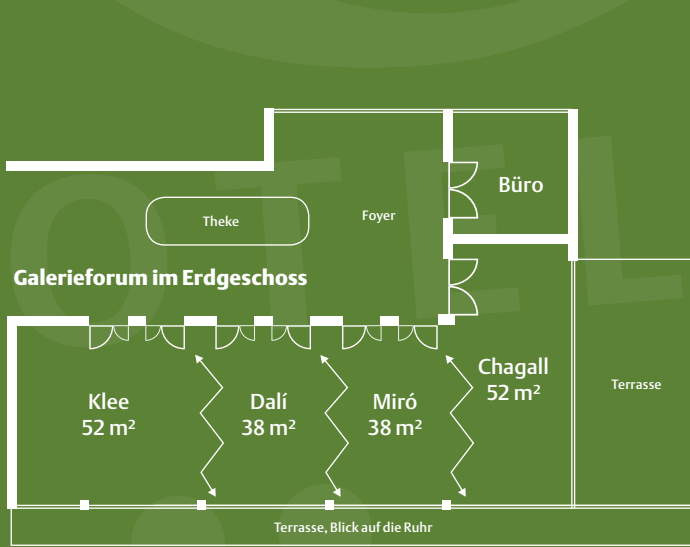 OTEL
Büro
Theke
Foyer
Galerieforum im Erdgeschoss
Chagall
52 m²
Terrasse
Klee
52 m²
Dalí
38 m²
Miró
38 m²
Terrasse, Blick auf die Ruhr